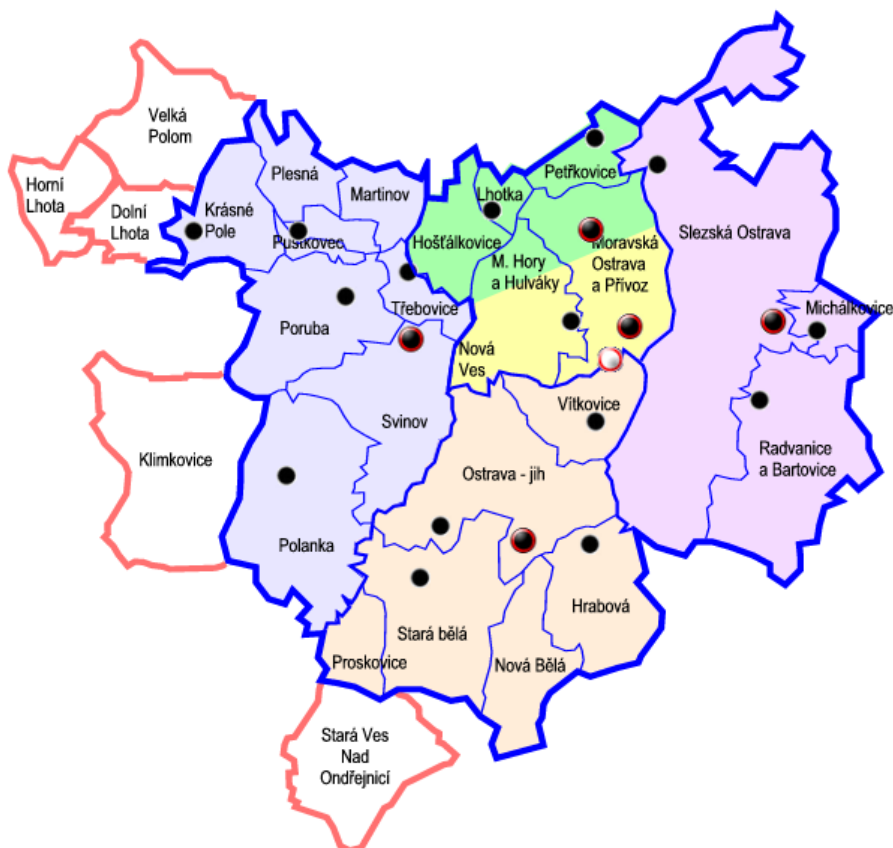 Velká
Polom
Horní
Lhota
Dolní
Lhota
Krásné
Pole
Plesná
Martinov
Pustkovec
Lhotka
Petřkovice
Hošťálkovice
M. Hory
a Hulváky
Moravská
Ostrava
a Přívoz
Slezská Ostrava
Michálkovice
Poruba
Třebovice
Nová
Ves
Vítkovice
Svinov
Klimkovice
Ostrava - jih
Radvanice
a Bartovice
Polanka
Hrabová
Stará bělá
Proskovice
Nová Bělá
Stará Ves
Nad
Ondřejnicí